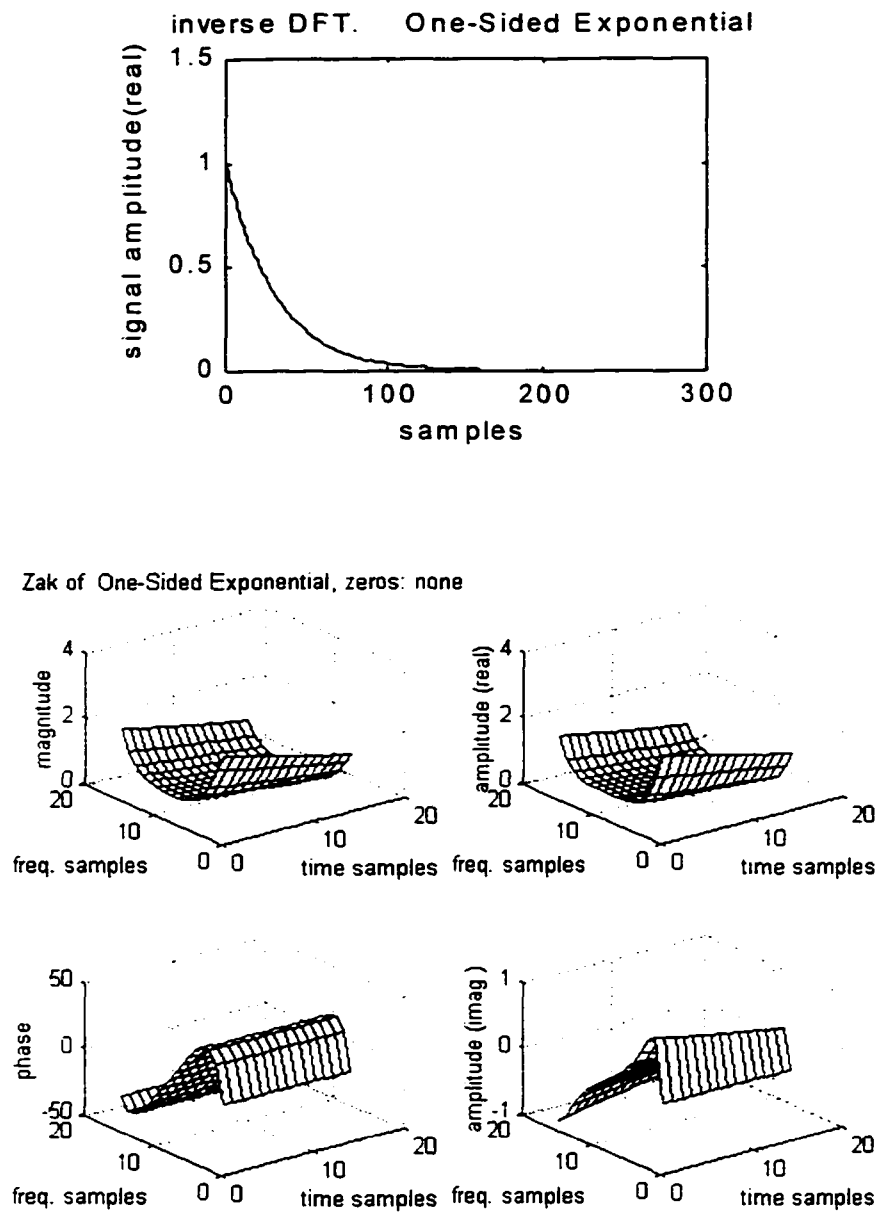 inverse DFT. One-Sided Exponential
1.5
1
0.5
0
signal amplitude(real)
0 100 200 300
samples
Zak of One-Sided Exponential, zeros: none
4
2
0
magnitude
20
10
0
freq. samples
0
10
20
time samples
4
2
0
amplitude (real)
20
10
0
freq. samples
0
10
20
time samples
50
0
-50
phase
20
10
0
freq. samples
0
10
20
time samples
1
0
-1
amplitude (imag)
20
10
0
freq. samples
0
10
20
time samples